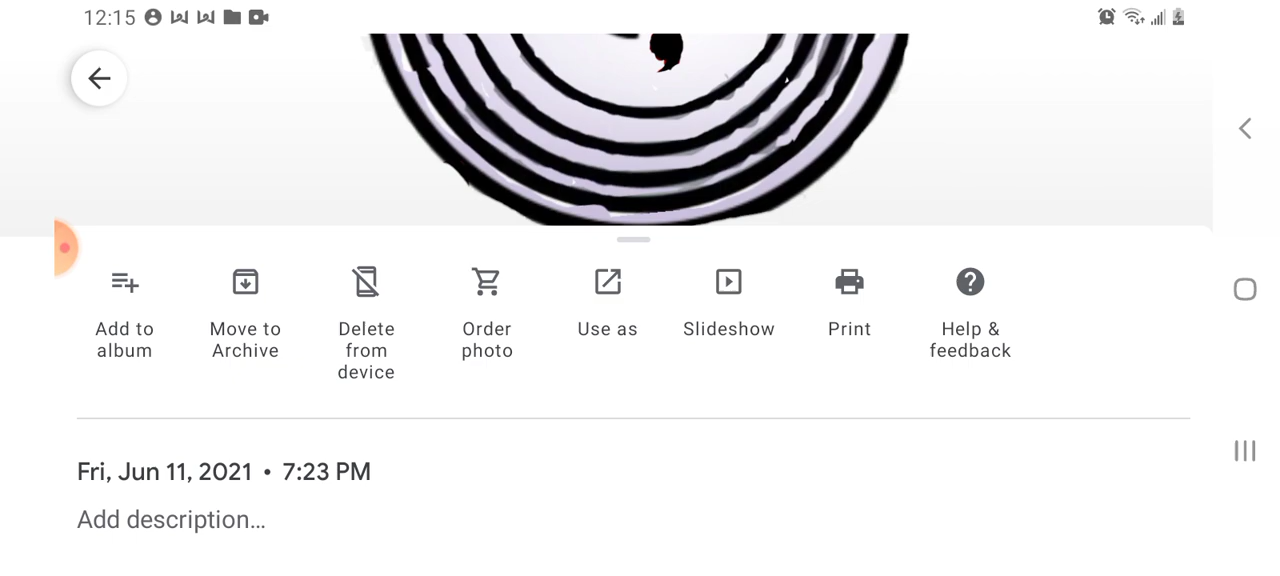 12:15
Add to
album
Move to
Archive
Delete
from
device
Order
photo
Use as
Slideshow
Print
Help &
feedback
Fri, Jun 11, 2021 • 7:23 PM
Add description...